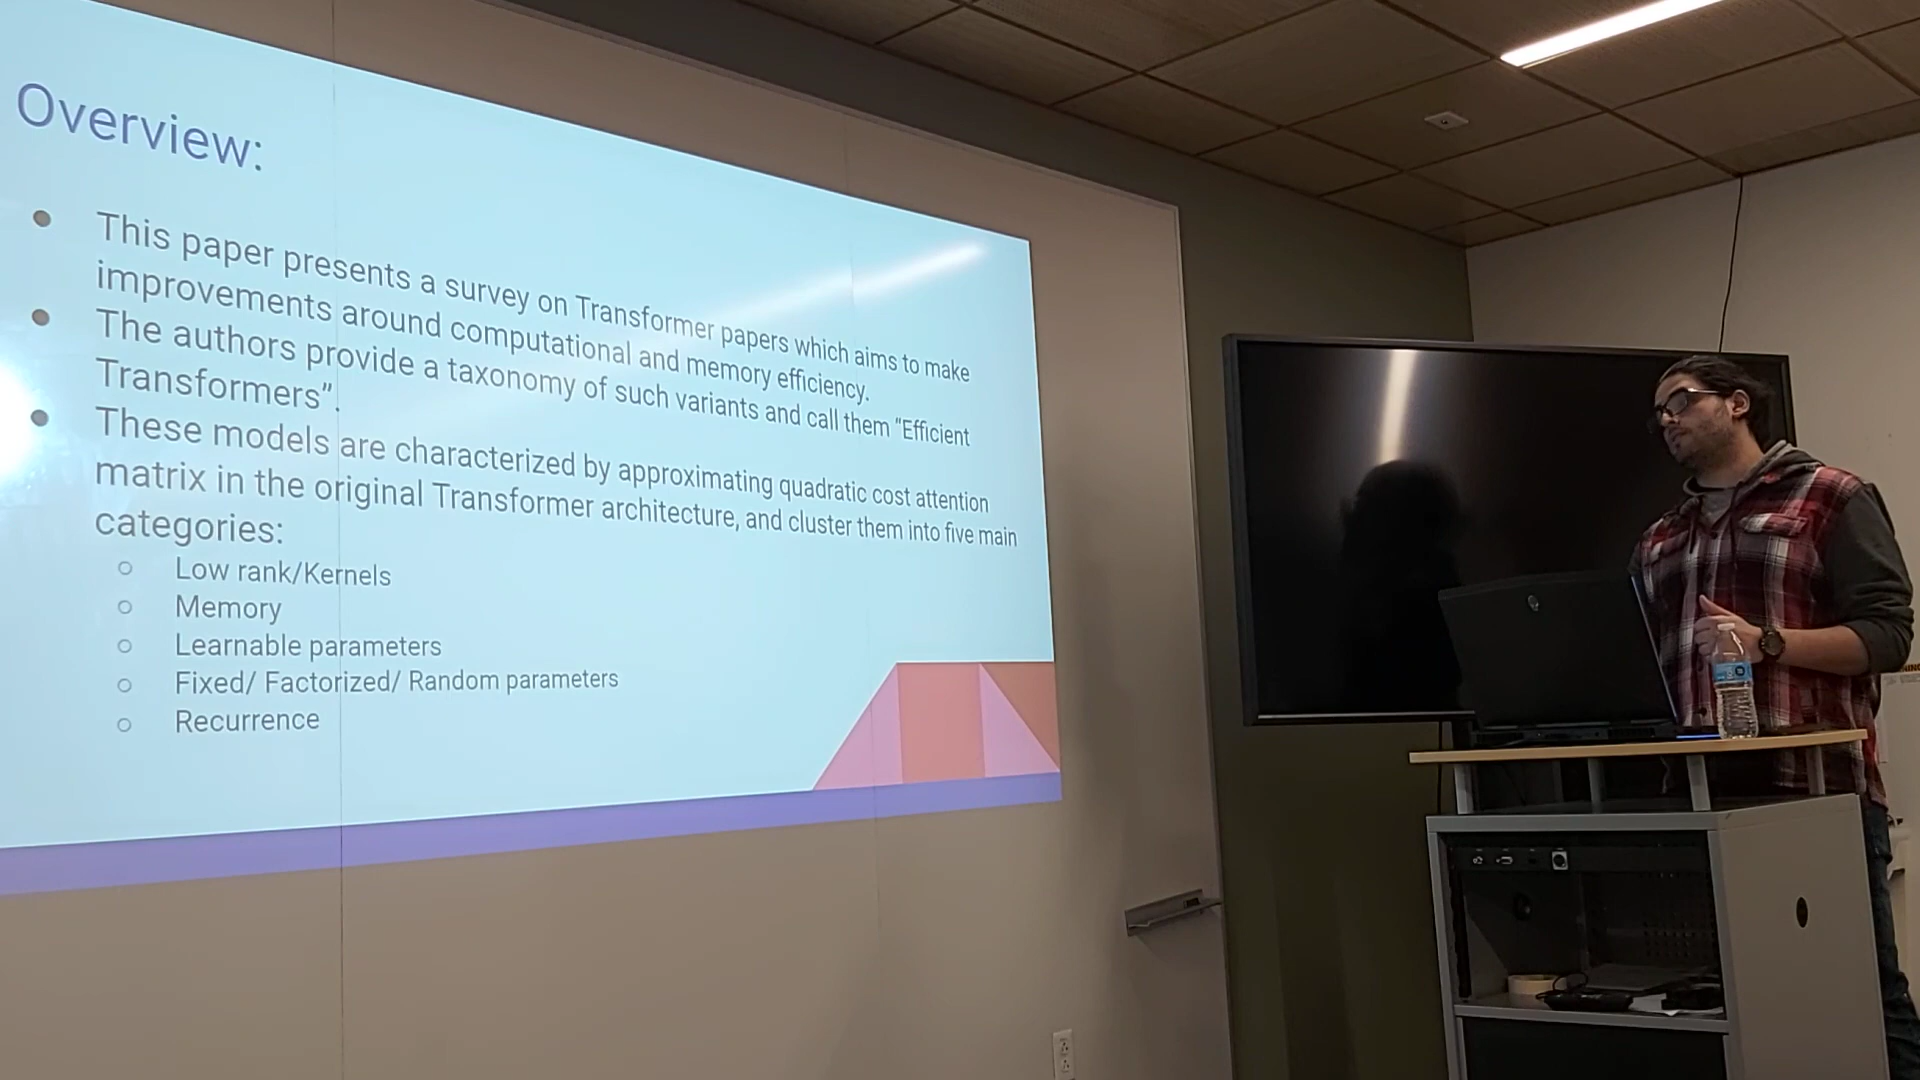 Overview:
● This paper presents a survey on Transformer papers which aims to make
improvements around computational and memory efficiency.
● The authors provide a taxonomy of such variants and call them “Efficient
Transformers”.
● These models are characterized by approximating quadratic cost attention
matrix in the original Transformer architecture, and cluster them into five main
categories:
○ Low rank/Kernels
○ Memory
○ Learnable parameters
○ Fixed/ Factorized/ Random parameters
○ Recurrence